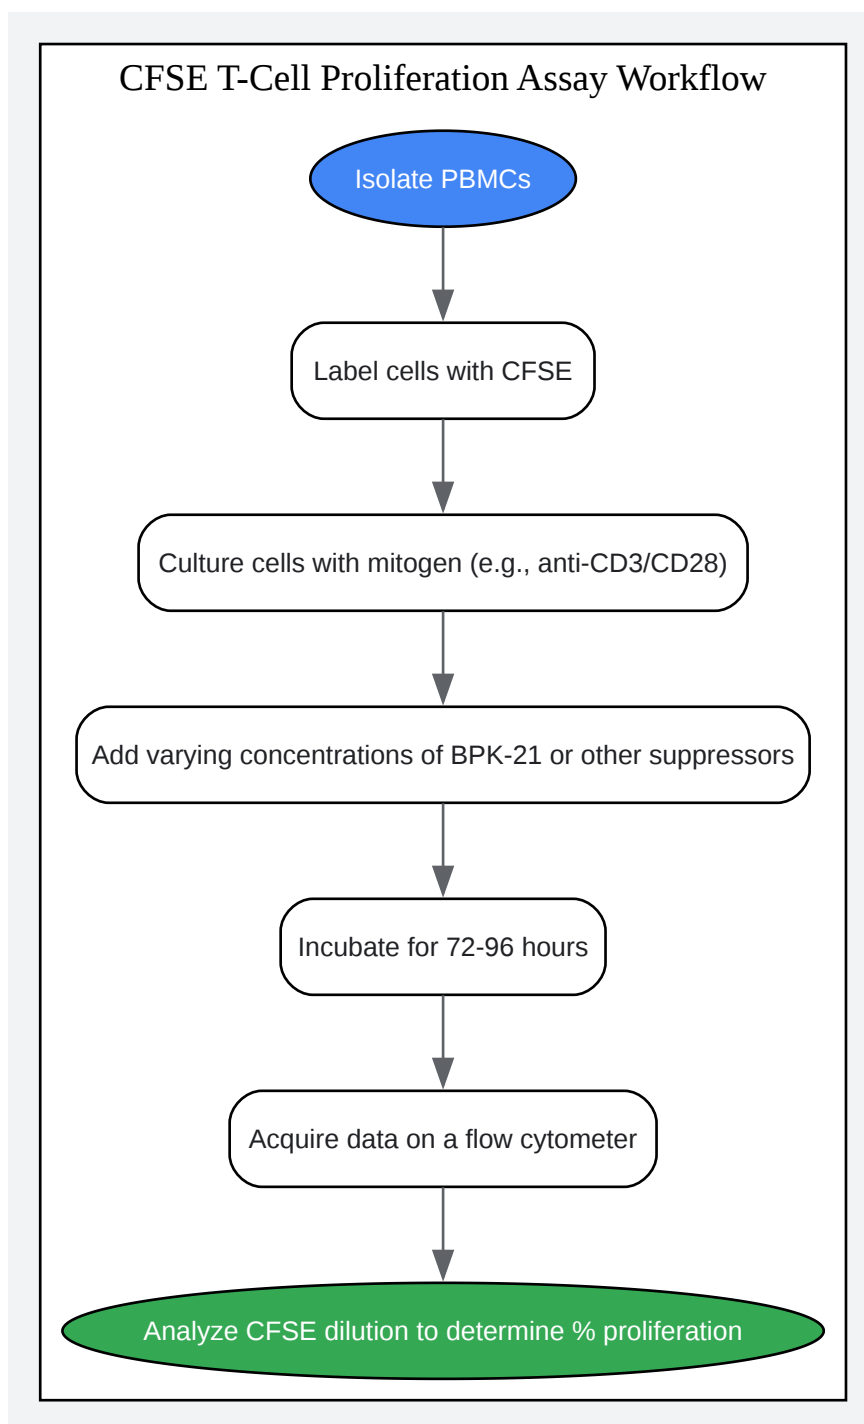 CFSE T-Cell Proliferation Assay Workflow
Isolate PBMCs
Label cells with CFSE
Culture cells with mitogen (e.g., anti-CD3/CD28)
Add varying concentrations of BPK-21 or other suppressors
Incubate for 72-96 hours
Acquire data on a flow cytometer
Analyze CFSE dilution to determine % proliferation